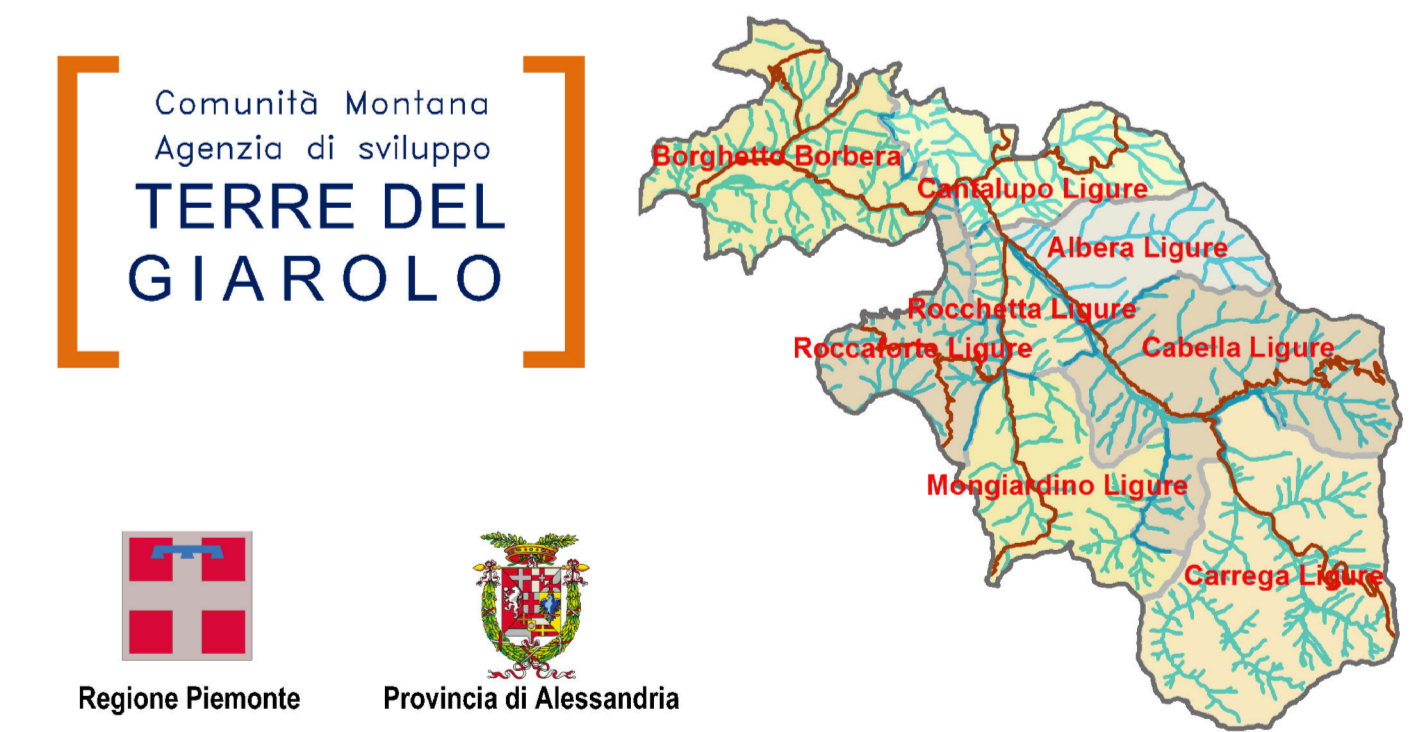 Comunità Montana
Agenzia di sviluppo
TERRE DEL
GIAROLO
Borghetto Borbera
Cantalupo Ligure
Albera Ligure
Rocchetta Ligure
Roccaforte Ligure
Cabella Ligure
Mongiardino Ligure
Carrega Ligure
Regione Piemonte
Provincia di Alessandria